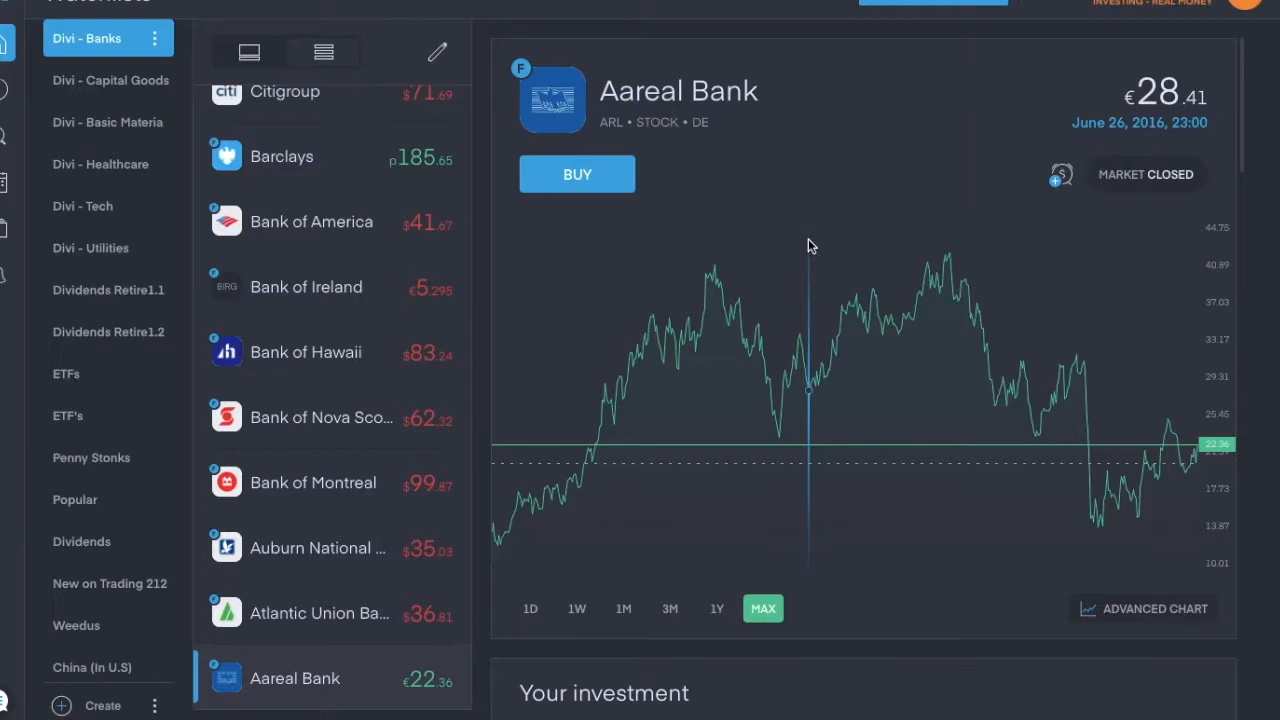 INVESTING - REAL MONEY
Divi - Banks
Divi - Capital Goods
Divi - Basic Materia
Divi - Healthcare
Divi - Tech
Divi - Utilities
Dividends Retire1.1
Dividends Retire1.2
ETFs
ETF's
Penny Stonks
Popular
Dividends
New on Trading 212
Weedus
China (In U.S)
Create
citi Citigroup $71.69
F Barclays p185.65
F Bank of America $41.67
F BIRG Bank of Ireland €5.295
F Bank of Hawaii $83.24
F Bank of Nova Sco... $62.32
F Bank of Montreal $99.87
F Auburn National ... $35.03
F Atlantic Union Ba... $36.81
F Aareal Bank €22.36
F
Aareal Bank
ARL • STOCK • DE
€28.41
June 26, 2016, 23:00
BUY
MARKET CLOSED
44.75
40.89
37.03
33.17
29.31
25.46
22.36
17.73
13.87
10.01
1D 1W 1M 3M 1Y MAX
ADVANCED CHART
Your investment